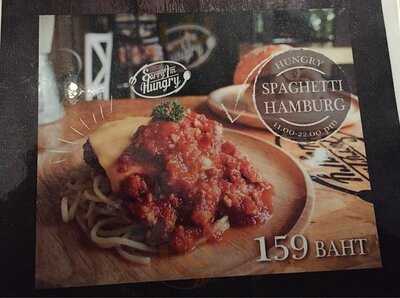 Sorry I'm
Hungry
HUNGRY
SPAGHETTI
HAMBURG
11.00-22.00 pm
159 BAHT